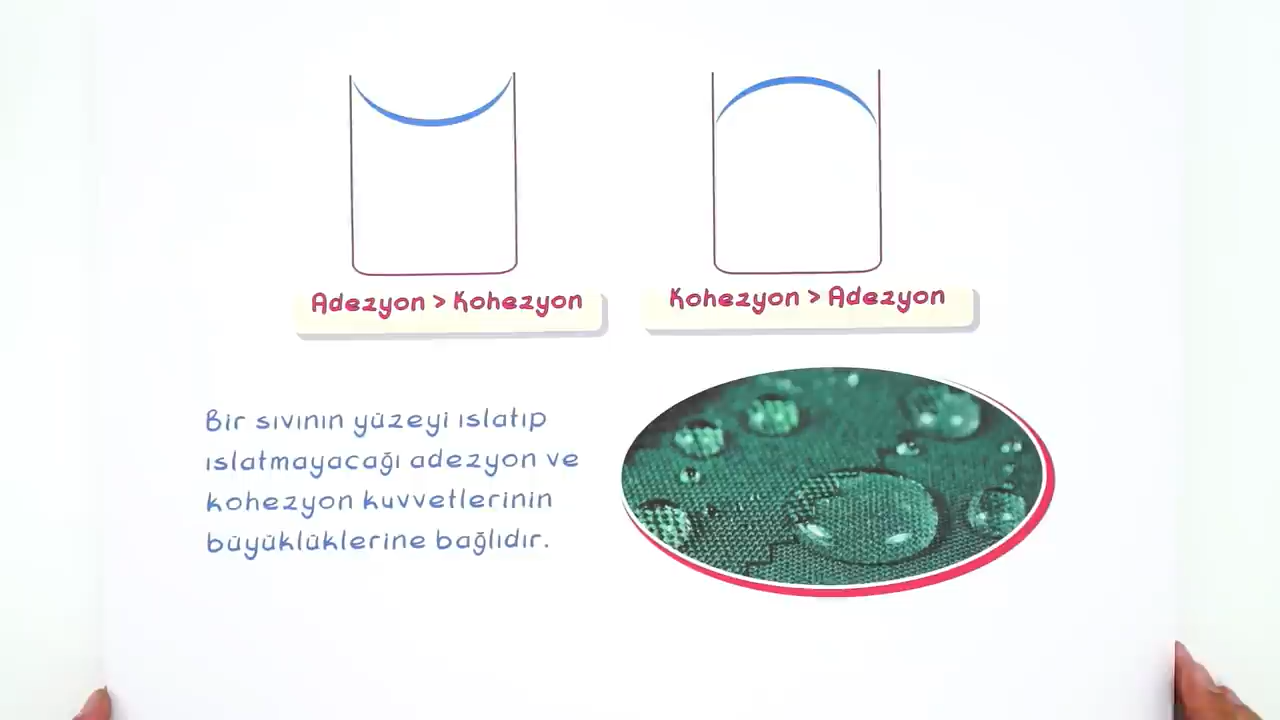 Adezyon > Kohezyon
Kohezyon > Adezyon
Bir sıvının yüzeyi ıslatıp
ıslatmayacağı adezyon ve
kohezyon kuvvetlerinin
büyüklüklerine bağlıdır.